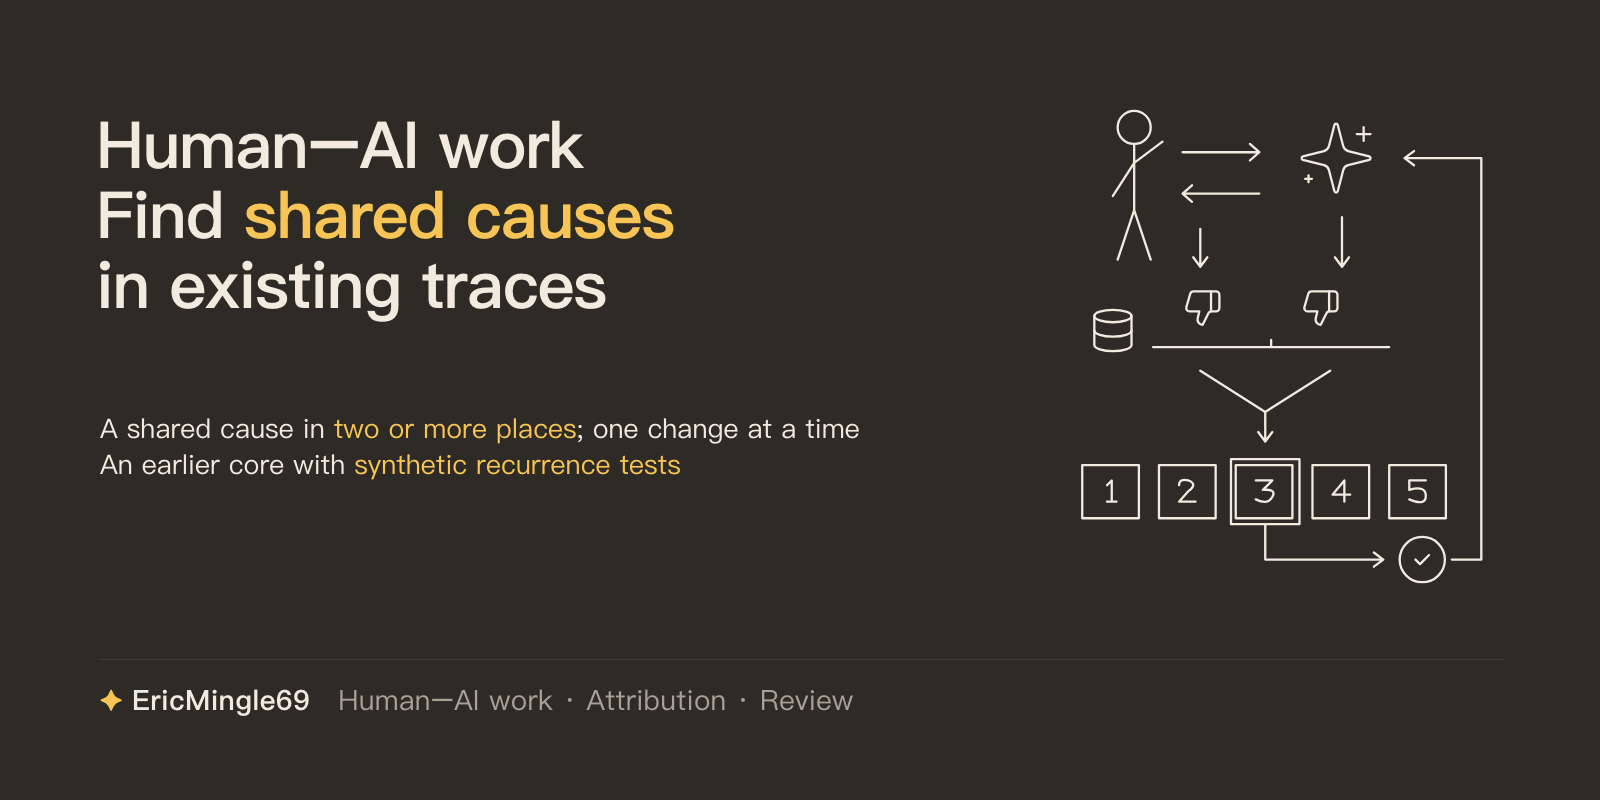 Human—AI work
Find shared causes
in existing traces
A shared cause in two or more places; one change at a time
An earlier core with synthetic recurrence tests
1 2 3 4 5
EricMingle69 Human—AI work · Attribution · Review